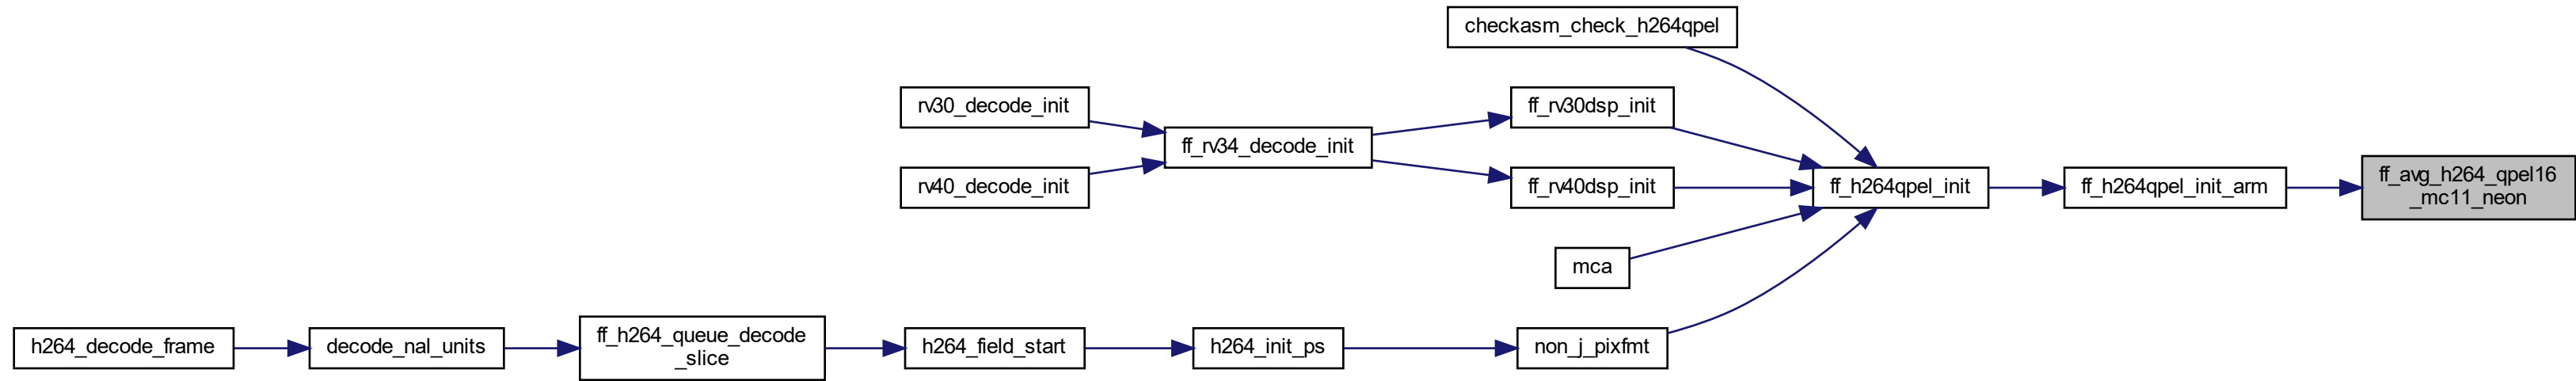 checkasm_check_h264qpel
rv30_decode_init
ff_rv30dsp_init
ff_rv34_decode_init
ff_avg_h264_qpel16
_mc11_neon
rv40_decode_init
ff_rv40dsp_init
ff_h264qpel_init
ff_h264qpel_init_arm
mca
h264_decode_frame
decode_nal_units
ff_h264_queue_decode
_slice
h264_field_start
h264_init_ps
non_j_pixfmt